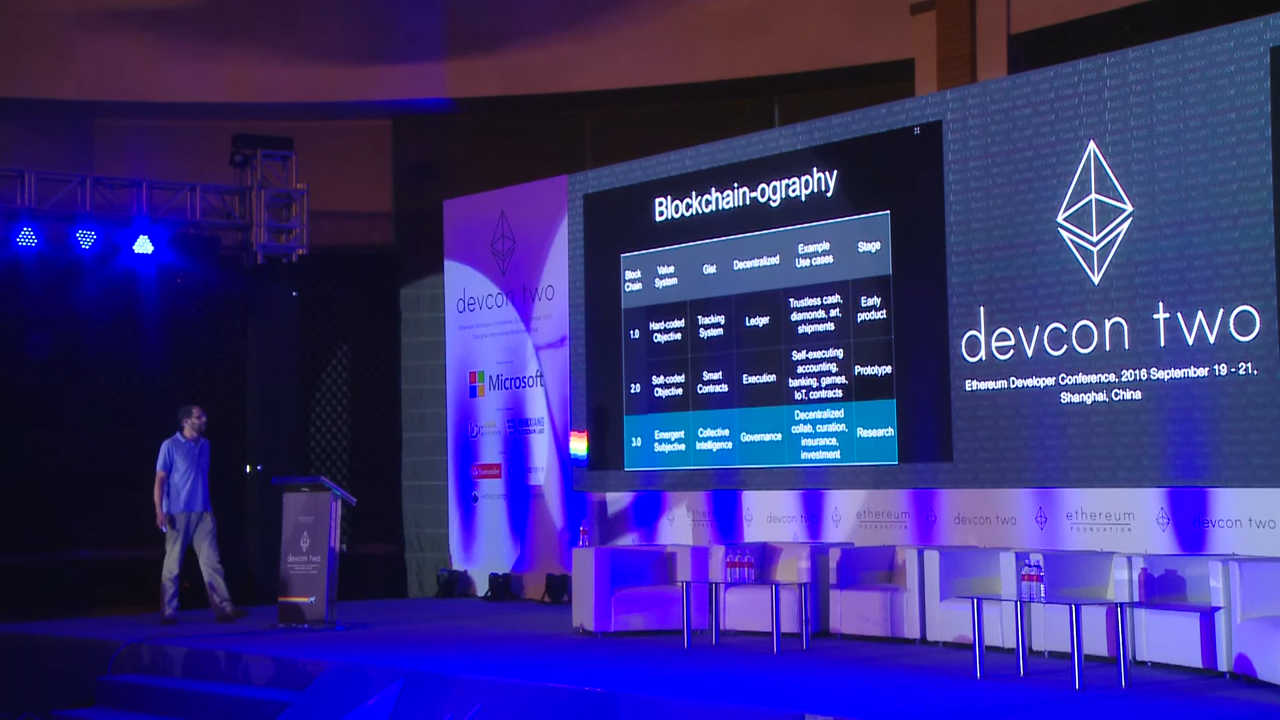 Blockchain-ography
Block Chain
Value System
Gist
Decentralized
Example Use cases
Stage
1.0
Hard-coded Objective
Tracking System
Ledger
Trustless cash, diamonds, art, shipments
Early product
2.0
Soft-coded Objective
Smart Contracts
Execution
Self-executing accounting, banking, games, IoT, contracts
Prototype
3.0
Emergent Subjective
Collective Intelligence
Governance
Decentralized collab, curation, insurance, investment
Research
devcon two
Ethereum Developer Conference, 2016 September 19 - 21,
Shanghai, China
devcon two
Microsoft
Santander
devcon two
ethereum
FOUNDATION
devcon two
ethereum
FOUNDATION
devcon two
devcon two